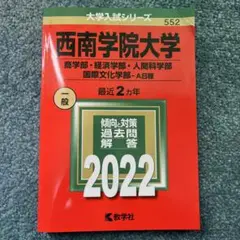 大学入試シリーズ
552
西南学院大学
商学部・経済学部・人間科学部
国際文化学部-A日程
最近2カ年
一般
傾向と対策
過去問
解答
2022
教学社